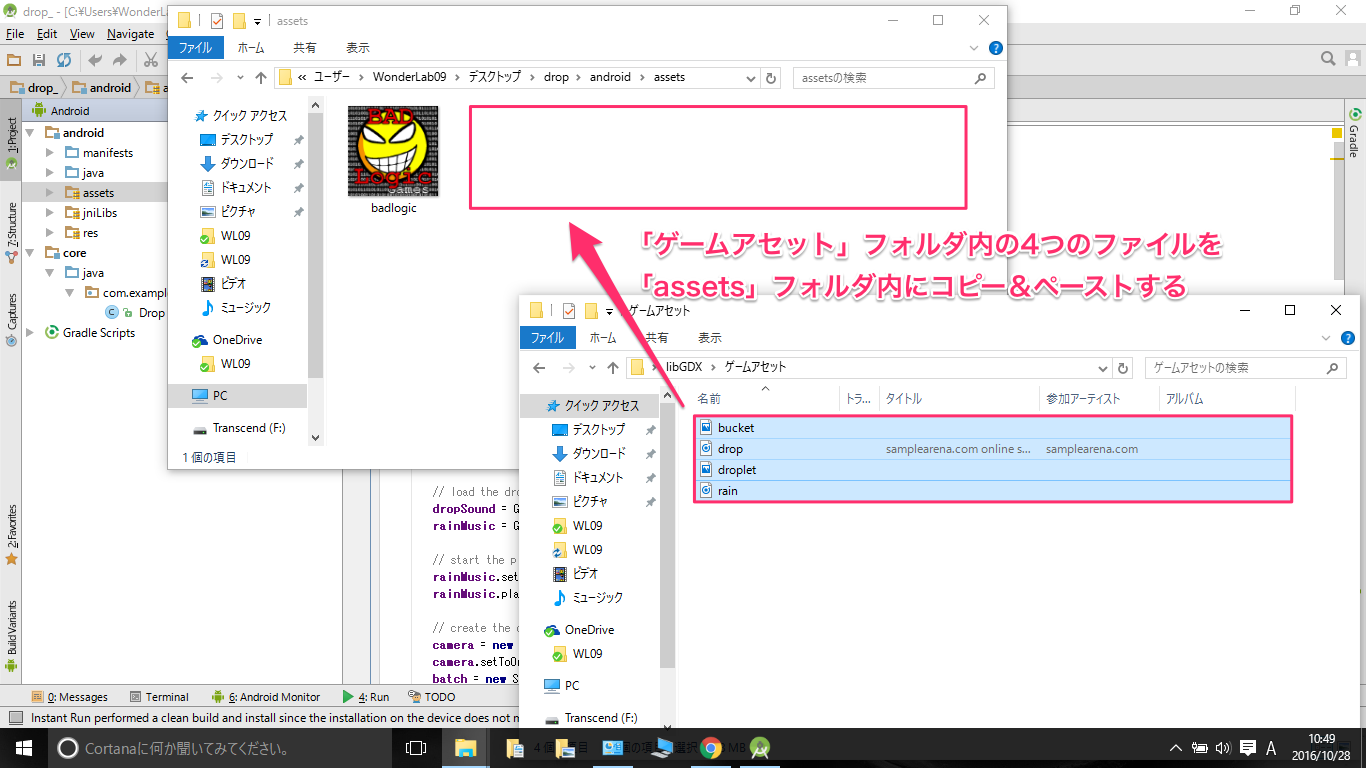 drop_ - [C:¥Users¥WonderLa
File Edit View Navigate
drop_ android
1: Project
7: Structure
Captures
2: Favorites
Build Variants
Android
android
manifests
java
assets
jniLibs
res
core
java
com.exampl
Drop
Gradle Scripts
Gradle
assets
ファイル ホーム 共有 表示
« ユーザー › WonderLab09 › デスクトップ › drop › android › assets
assetsの検索
クイック アクセス
デスクトップ
ダウンロード
ドキュメント
ピクチャ
WL09
WL09
ビデオ
ミュージック
OneDrive
WL09
PC
Transcend (F:)
1 個の項目
BAD
Logic
Games
badlogic
「ゲームアセット」フォルダ内の4つのファイルを
「assets」フォルダ内にコピー＆ペーストする
ゲームアセット
ファイル ホーム 共有 表示
libGDX › ゲームアセット
ゲームアセットの検索
クイック アクセス
デスクトップ
ダウンロード
ドキュメント
ピクチャ
WL09
WL09
ビデオ
ミュージック
OneDrive
WL09
PC
Transcend (F:)
名前 トラ... タイトル 参加アーティスト アルバム
bucket
drop samplearena.com online s... samplearena.com
droplet
rain
// load the dro
dropSound = G
rainMusic = G
// start the p
rainMusic.set
rainMusic.pla
// create the c
camera = new
camera.setToOr
batch = new S
0: Messages Terminal 6: Android Monitor 4: Run TODO
Instant Run performed a clean build and install since the installation on the device does not m
Cortanaに何か聞いてみてください。
A
10:49
2016/10/28